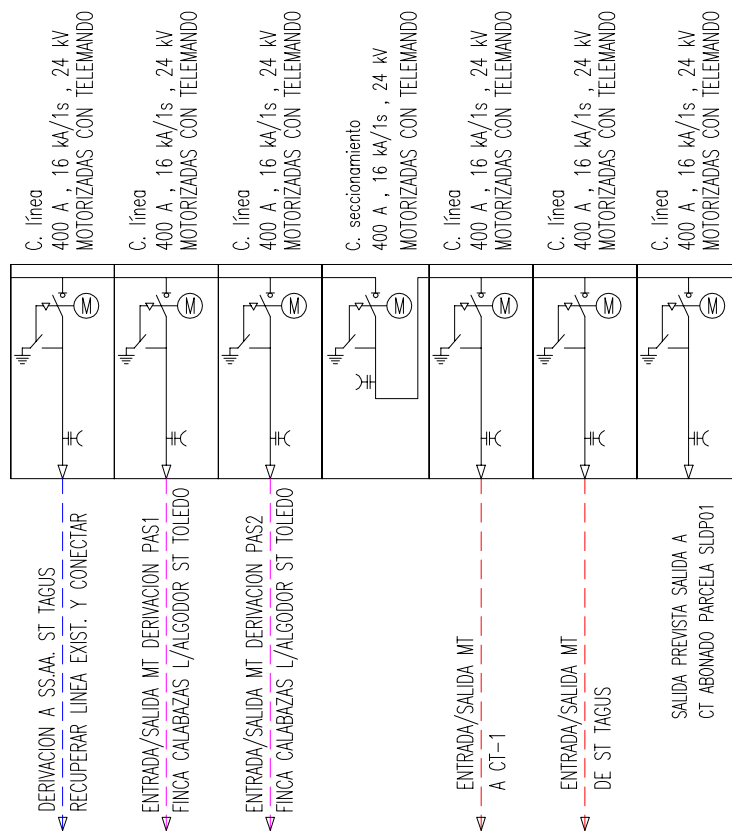 C. línea
400 A , 16 kA/1s , 24 kV
MOTORIZADAS CON TELEMANDO
C. línea
400 A , 16 kA/1s , 24 kV
MOTORIZADAS CON TELEMANDO
C. línea
400 A , 16 kA/1s , 24 kV
MOTORIZADAS CON TELEMANDO
C. seccionamiento
400 A , 16 kA/1s , 24 kV
MOTORIZADAS CON TELEMANDO
C. línea
400 A , 16 kA/1s , 24 kV
MOTORIZADAS CON TELEMANDO
C. línea
400 A , 16 kA/1s , 24 kV
MOTORIZADAS CON TELEMANDO
C. línea
400 A , 16 kA/1s , 24 kV
MOTORIZADAS CON TELEMANDO
M
M
M
M
M
M
M
DERIVACION A SS.AA. ST TAGUS
RECUPERAR LINEA EXIST. Y CONECTAR
ENTRADA/SALIDA MT DERIVACION PAS1
FINCA CALABAZAS L/ALGODOR ST TOLEDO
ENTRADA/SALIDA MT DERIVACION PAS2
FINCA CALABAZAS L/ALGODOR ST TOLEDO
ENTRADA/SALIDA MT
A CT-1
ENTRADA/SALIDA MT
DE ST TAGUS
SALIDA PREVISTA SALIDA A
CT ABONADO PARCELA SLDP01